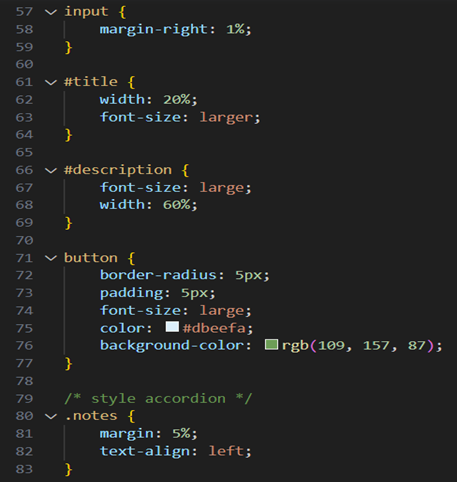 57 input {
58 margin-right: 1%;
59 }
60
61 #title {
62 width: 20%;
63 font-size: larger;
64 }
65
66 #description {
67 font-size: large;
68 width: 60%;
69 }
70
71 button {
72 border-radius: 5px;
73 padding: 5px;
74 font-size: large;
75 color: #dbeefa;
76 background-color: rgb(109, 157, 87);
77 }
78
79 /* style accordion */
80 .notes {
81 margin: 5%;
82 text-align: left;
83 }